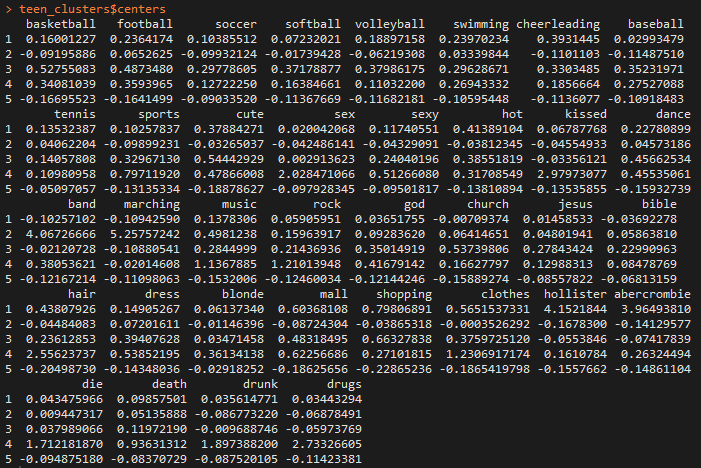 > teen_clusters$centers
basketball football soccer softball volleyball swimming cheerleading baseball
1 0.16001227 0.2364174 0.10385512 0.07232021 0.18897158 0.23970234 0.3931445 0.02993479
2 -0.09195886 0.0652625 -0.09932124 -0.01739428 -0.06219308 0.03339844 -0.1101103 -0.11487510
3 0.52755083 0.4873480 0.29778605 0.37178877 0.37986175 0.29628671 0.3303485 0.35231971
4 0.34081039 0.3593965 0.12722250 0.16384661 0.11032200 0.26943332 0.1856664 0.27527088
5 -0.16695523 -0.1641499 -0.09033520 -0.11367669 -0.11682181 -0.10595448 -0.1136077 -0.10918483
tennis sports cute sex sexy hot kissed dance
1 0.13532387 0.10257837 0.37884271 0.020042068 0.11740551 0.41389104 0.06787768 0.22780899
2 0.04062204 -0.09899231 -0.03265037 -0.042486141 -0.04329091 -0.03812345 -0.04554933 0.04573186
3 0.14057808 0.32967130 0.54442929 0.002913623 0.24040196 0.38551819 -0.03356121 0.45662534
4 0.10980958 0.79711920 0.47866008 2.028471066 0.51266080 0.31708549 2.97973077 0.45535061
5 -0.05097057 -0.13135334 -0.18878627 -0.097928345 -0.09501817 -0.13810894 -0.13535855 -0.15932739
band marching music rock god church jesus bible
1 -0.10257102 -0.10942590 0.1378306 0.05905951 0.03651755 -0.00709374 0.01458533 -0.03692278
2 4.06726666 5.25757242 0.4981238 0.15963917 0.09283620 0.06414651 0.04801941 0.05863810
3 -0.02120728 -0.10880541 0.2844999 0.21436936 0.35014919 0.53739806 0.27843424 0.22990963
4 0.38053621 -0.02014608 1.1367885 1.21013948 0.41679142 0.16627797 0.12988313 0.08478769
5 -0.12167214 -0.11098063 -0.1532006 -0.12460034 -0.12144246 -0.15889274 -0.08557822 -0.06813159
hair dress blonde mall shopping clothes hollister abercrombie
1 0.43807926 0.14905267 0.06137340 0.60368108 0.79806891 0.5651537331 4.1521844 3.96493810
2 -0.04484083 0.07201611 -0.01146396 -0.08724304 -0.03865318 -0.0003526292 -0.1678300 -0.14129577
3 0.23612853 0.39407628 0.03471458 0.48318495 0.66327838 0.3759725120 -0.0553846 -0.07417839
4 2.55623737 0.53852195 0.36134138 0.62256686 0.27101815 1.2306917174 0.1610784 0.26324494
5 -0.20498730 -0.14348036 -0.02918252 -0.18625656 -0.22865236 -0.1865419798 -0.1557662 -0.14861104
die death drunk drugs
1 0.043475966 0.09857501 0.035614771 0.03443294
2 0.009447317 0.05135888 -0.086773220 -0.06878491
3 0.037989066 0.11972190 -0.009688746 -0.05973769
4 1.712181870 0.93631312 1.897388200 2.73326605
5 -0.094875180 -0.08370729 -0.087520105 -0.11423381